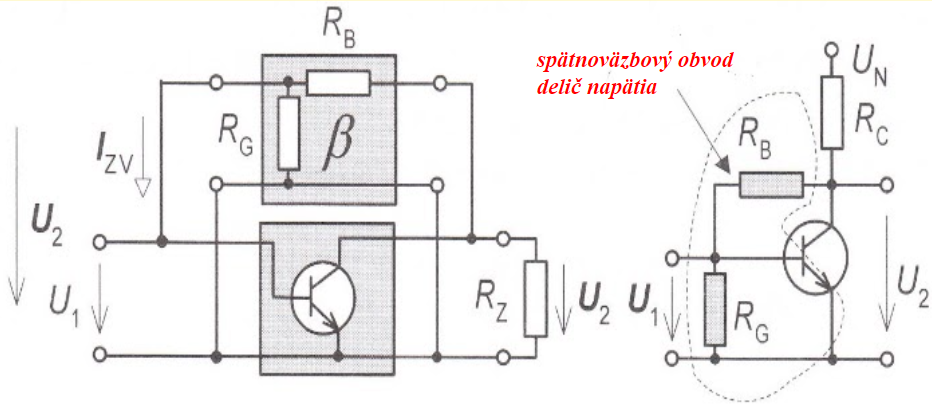 R_B
R_G
β
I_ZV
U_2
U_1
R_Z
U_2
spätnoväzbový obvod
delič napätia
U_N
R_C
R_B
U_1
R_G
U_2